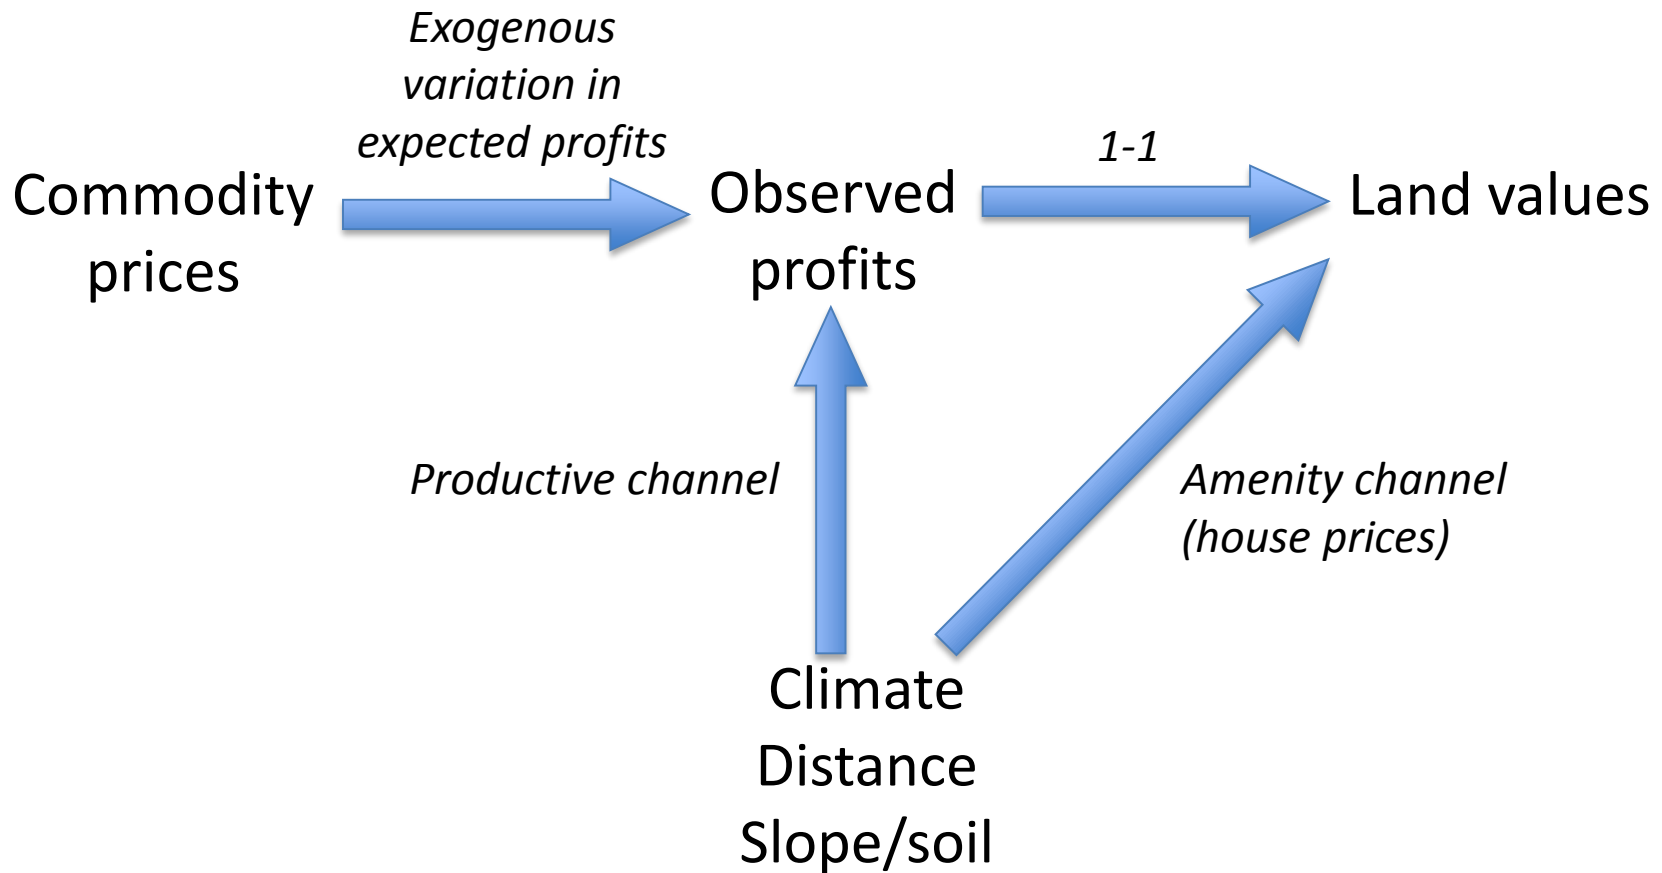 Exogenous
variation in
expected profits
Commodity
prices
Observed
profits
1-1
Land values
Productive channel
Amenity channel
(house prices)
Climate
Distance
Slope/soil